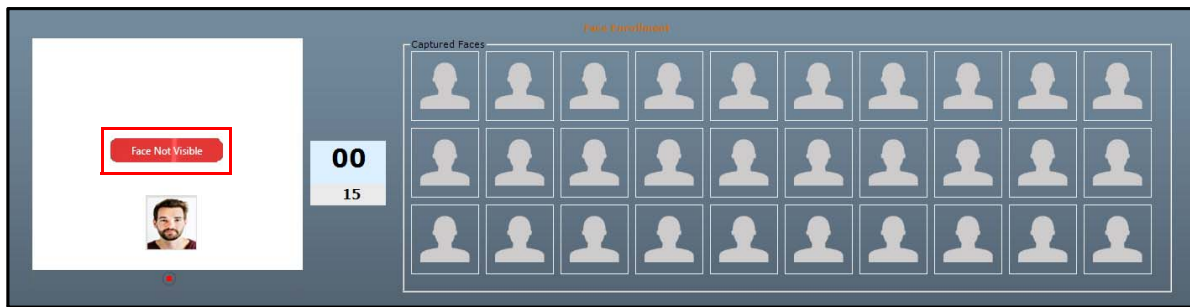 Face Enrollment
Captured Faces
Face Not Visible
00
15